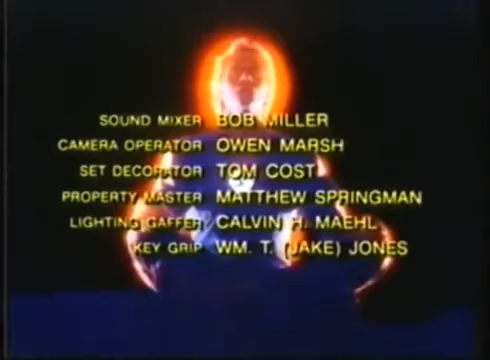 SOUND MIXER BOB MILLER
CAMERA OPERATOR OWEN MARSH
SET DECORATOR TOM COST
PROPERTY MASTER MATTHEW SPRINGMAN
LIGHTING GAFFER CALVIN H. MAEHL
KEY GRIP WM. T. (JAKE) JONES